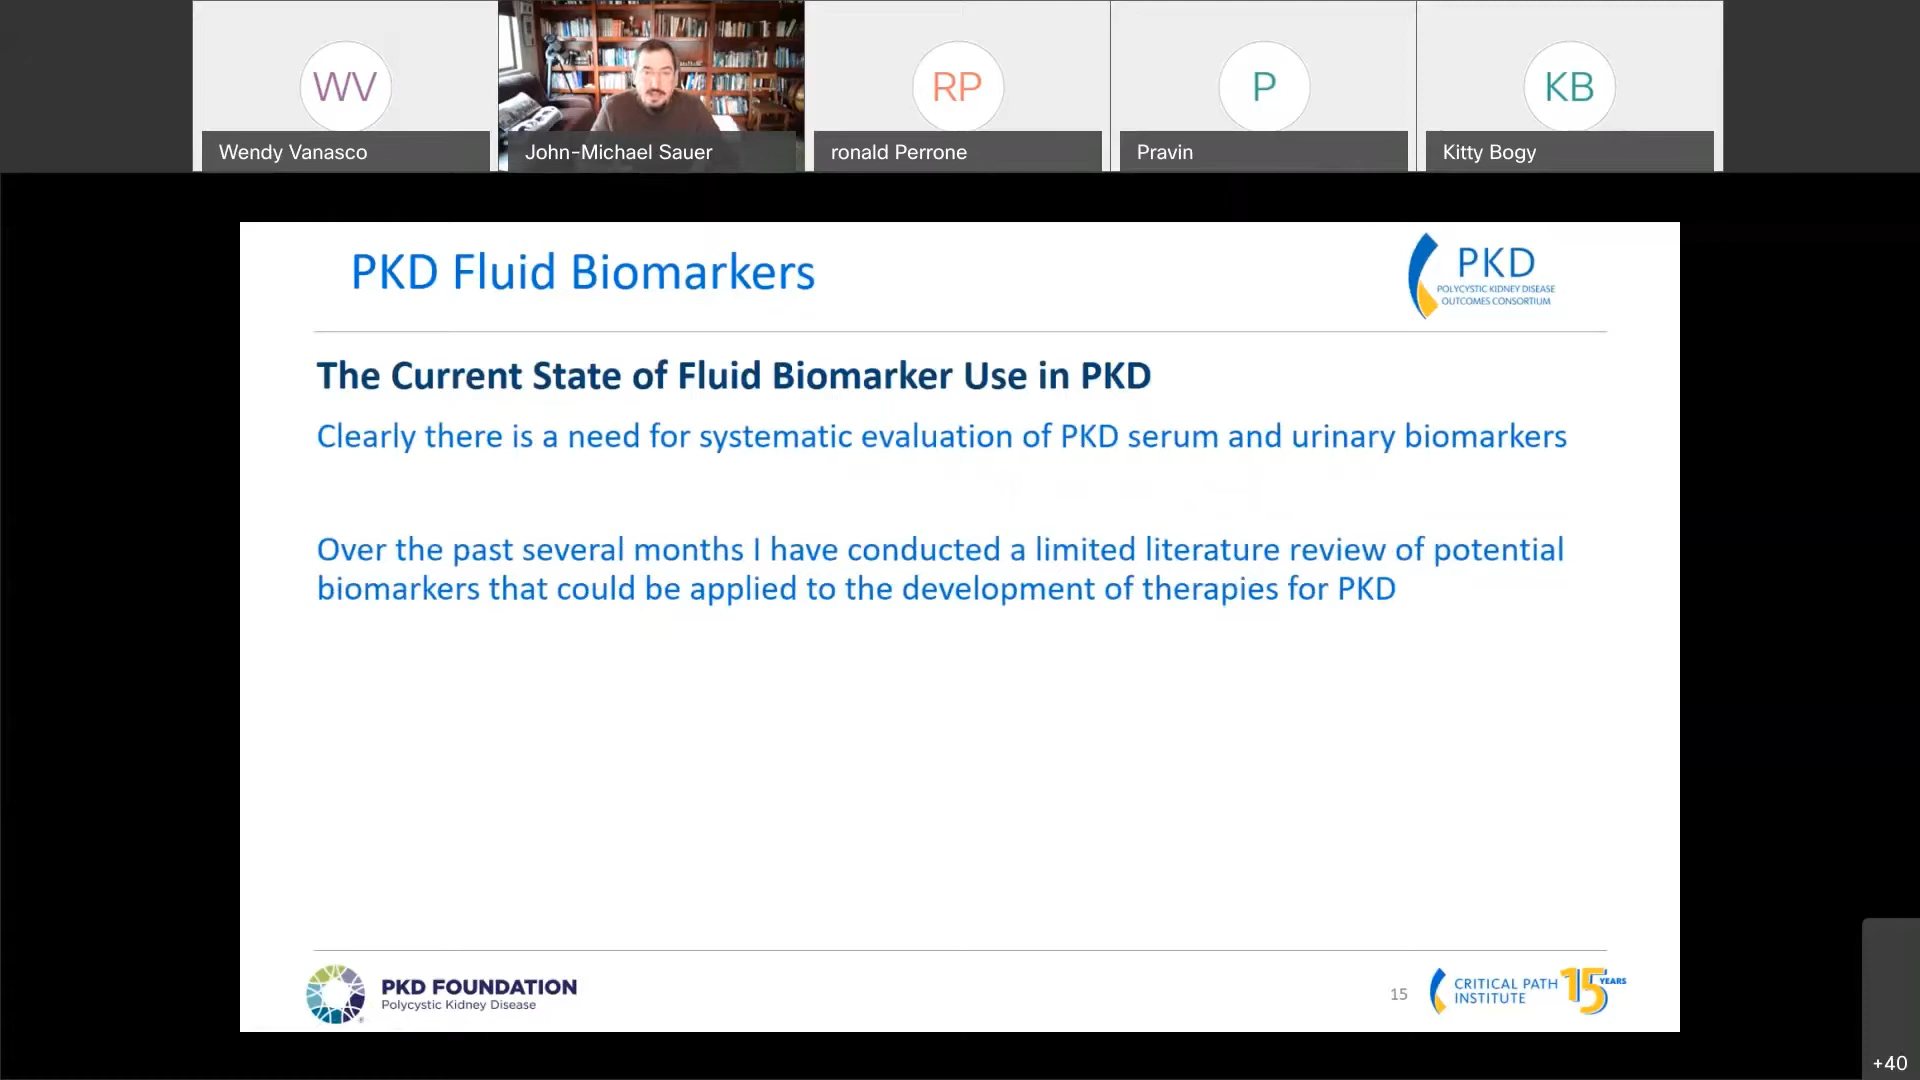 WV
RP
P
KB
Wendy Vanasco
John-Michael Sauer
ronald Perrone
Pravin
Kitty Bogy
PKD Fluid Biomarkers
PKD
POLYCYSTIC KIDNEY DISEASE
OUTCOMES CONSORTIUM
The Current State of Fluid Biomarker Use in PKD
Clearly there is a need for systematic evaluation of PKD serum and urinary biomarkers
Over the past several months I have conducted a limited literature review of potential
biomarkers that could be applied to the development of therapies for PKD
PKD FOUNDATION
Polycystic Kidney Disease
15
CRITICAL PATH
INSTITUTE
15 YEARS
+40